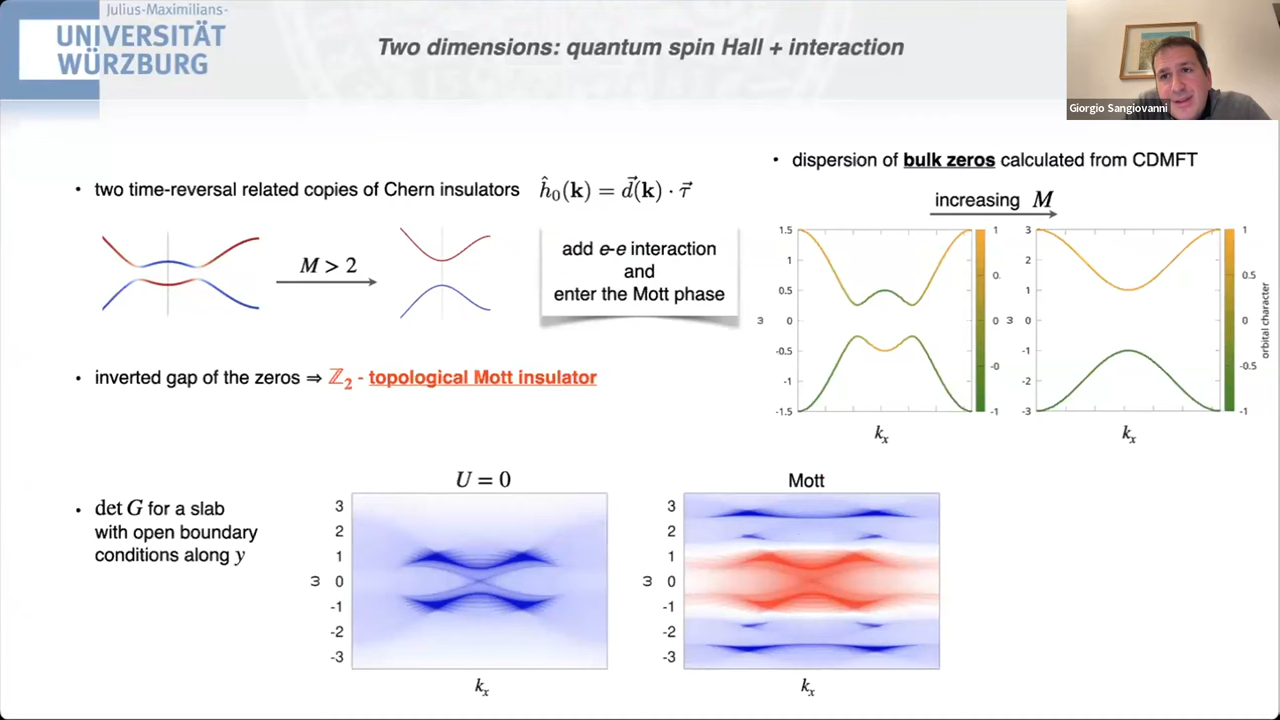 Julius-Maximilians-
UNIVERSITÄT
WÜRZBURG
Two dimensions: quantum spin Hall + interaction
Giorgio Sangiovanni
• two time-reversal related copies of Chern insulators ĥ₀(𝐤) = d⃗(𝐤) · τ⃗
M > 2
add e-e interaction
and
enter the Mott phase
• inverted gap of the zeros ⇒ ℤ₂ - topological Mott insulator
• dispersion of bulk zeros calculated from CDMFT
increasing M
1.5
1
0.5
0
-0.5
-1
-1.5
ω
kₓ
1
0.
0
-0
-1
3
2
1
0
-1
-2
-3
ω
kₓ
1
0.5
0
-0.5
-1
orbital character
• det G for a slab
with open boundary
conditions along y
U = 0
3
2
1
0
-1
-2
-3
ω
kₓ
Mott
3
2
1
0
-1
-2
-3
ω
kₓ